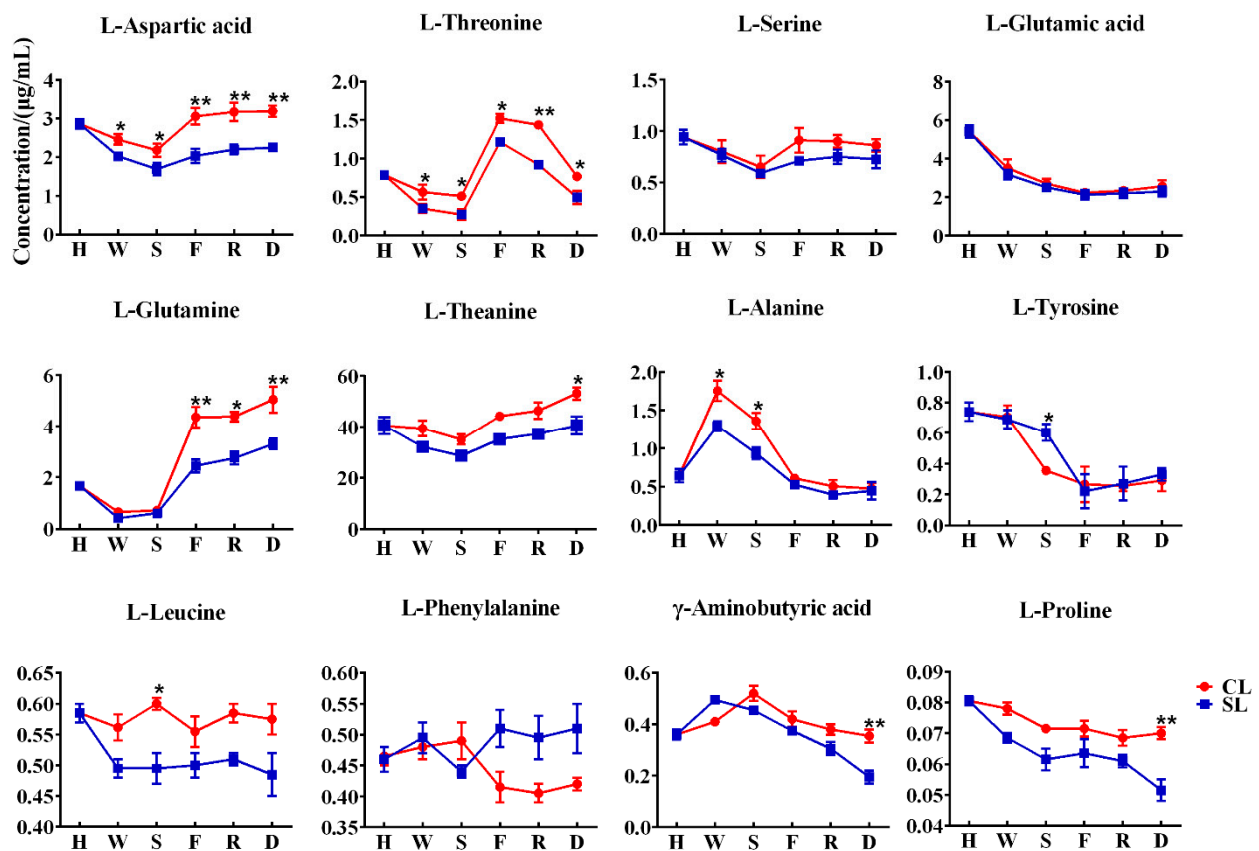 L-Aspartic acid
L-Threonine
L-Serine
L-Glutamic acid
Concentration/(μg/mL)
4
3
2
1
0
* * ** ** **
H W S F R D
2.0
1.5
1.0
0.5
0.0
* * * ** *
H W S F R D
1.5
1.0
0.5
0.0
H W S F R D
8
6
4
2
0
H W S F R D
L-Glutamine
L-Theanine
L-Alanine
L-Tyrosine
6
4
2
0
** * **
H W S F R D
60
40
20
0
*
H W S F R D
2.0
1.5
1.0
0.5
0.0
* *
H W S F R D
1.0
0.8
0.6
0.4
0.2
0.0
*
H W S F R D
L-Leucine
L-Phenylalanine
γ-Aminobutyric acid
L-Proline
0.65
0.60
0.55
0.50
0.45
0.40
*
H W S F R D
0.60
0.55
0.50
0.45
0.40
0.35
H W S F R D
0.6
0.4
0.2
0.0
**
H W S F R D
0.09
0.08
0.07
0.06
0.05
0.04
**
H W S F R D
CL
SL